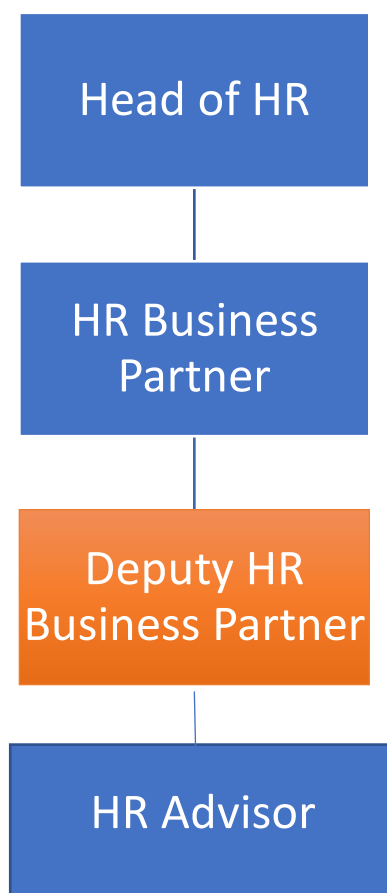 Head of HR
HR Business
Partner
Deputy HR
Business Partner
HR Advisor